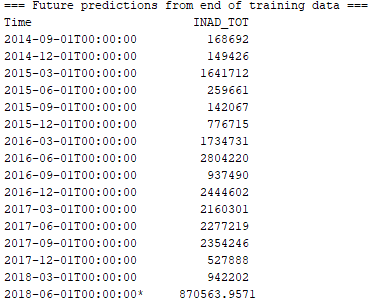 === Future predictions from end of training data ===
Time INAD_TOT
2014-09-01T00:00:00 168692
2014-12-01T00:00:00 149426
2015-03-01T00:00:00 1641712
2015-06-01T00:00:00 259661
2015-09-01T00:00:00 142067
2015-12-01T00:00:00 776715
2016-03-01T00:00:00 1734731
2016-06-01T00:00:00 2804220
2016-09-01T00:00:00 937490
2016-12-01T00:00:00 2444602
2017-03-01T00:00:00 2160301
2017-06-01T00:00:00 2277219
2017-09-01T00:00:00 2354246
2017-12-01T00:00:00 527888
2018-03-01T00:00:00 942202
2018-06-01T00:00:00* 870563.9571